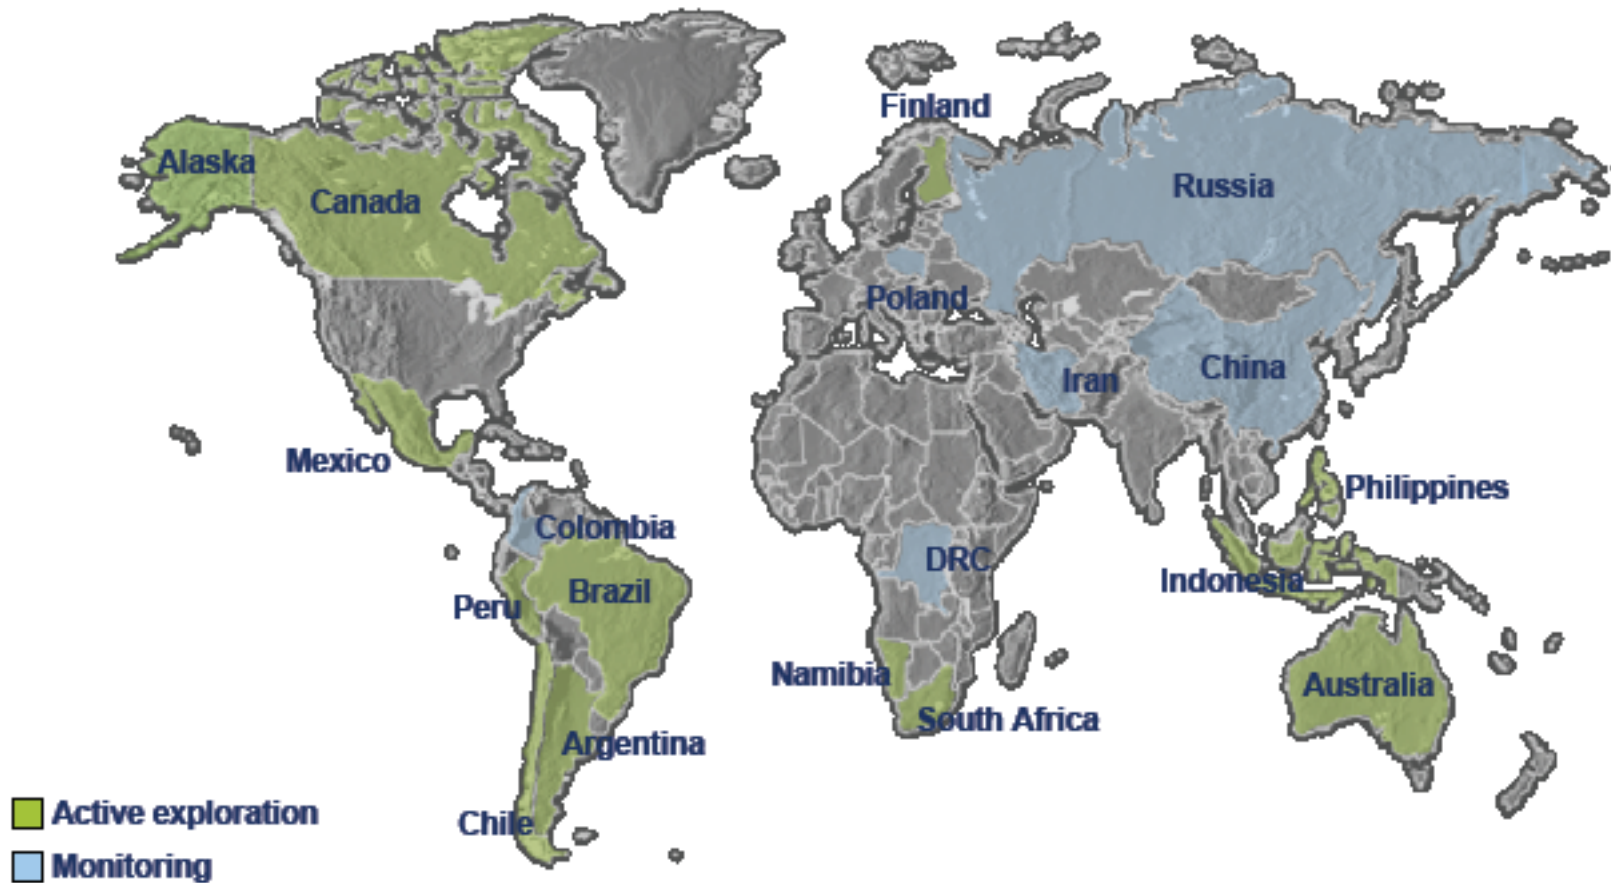 Finland
Alaska
Canada
Russia
Poland
China
Iran
Mexico
Philippines
Colombia
DRC
Indonesia
Brazil
Peru
Namibia
Australia
South Africa
Argentina
Active exploration
Chile
Monitoring